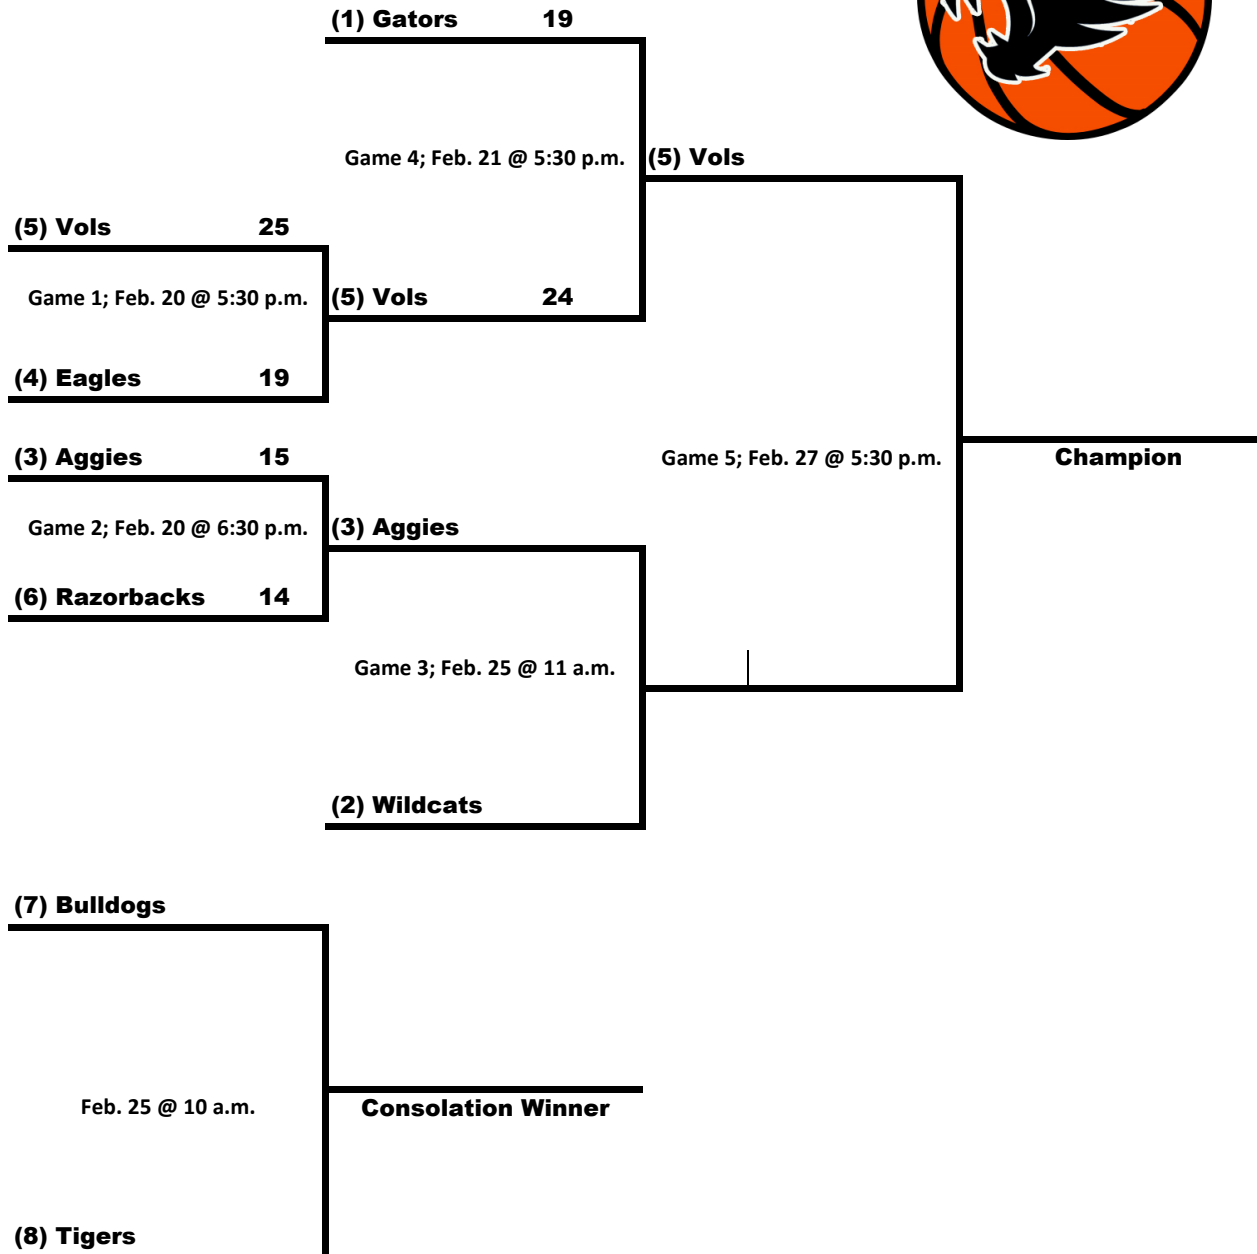 (1) Gators 19
Game 4; Feb. 21 @ 5:30 p.m.
(5) Vols
(5) Vols 25
Game 1; Feb. 20 @ 5:30 p.m.
(5) Vols 24
(4) Eagles 19
(3) Aggies 15
Game 5; Feb. 27 @ 5:30 p.m.
Champion
Game 2; Feb. 20 @ 6:30 p.m.
(3) Aggies
(6) Razorbacks 14
Game 3; Feb. 25 @ 11 a.m.
(2) Wildcats
(7) Bulldogs
Feb. 25 @ 10 a.m.
Consolation Winner
(8) Tigers